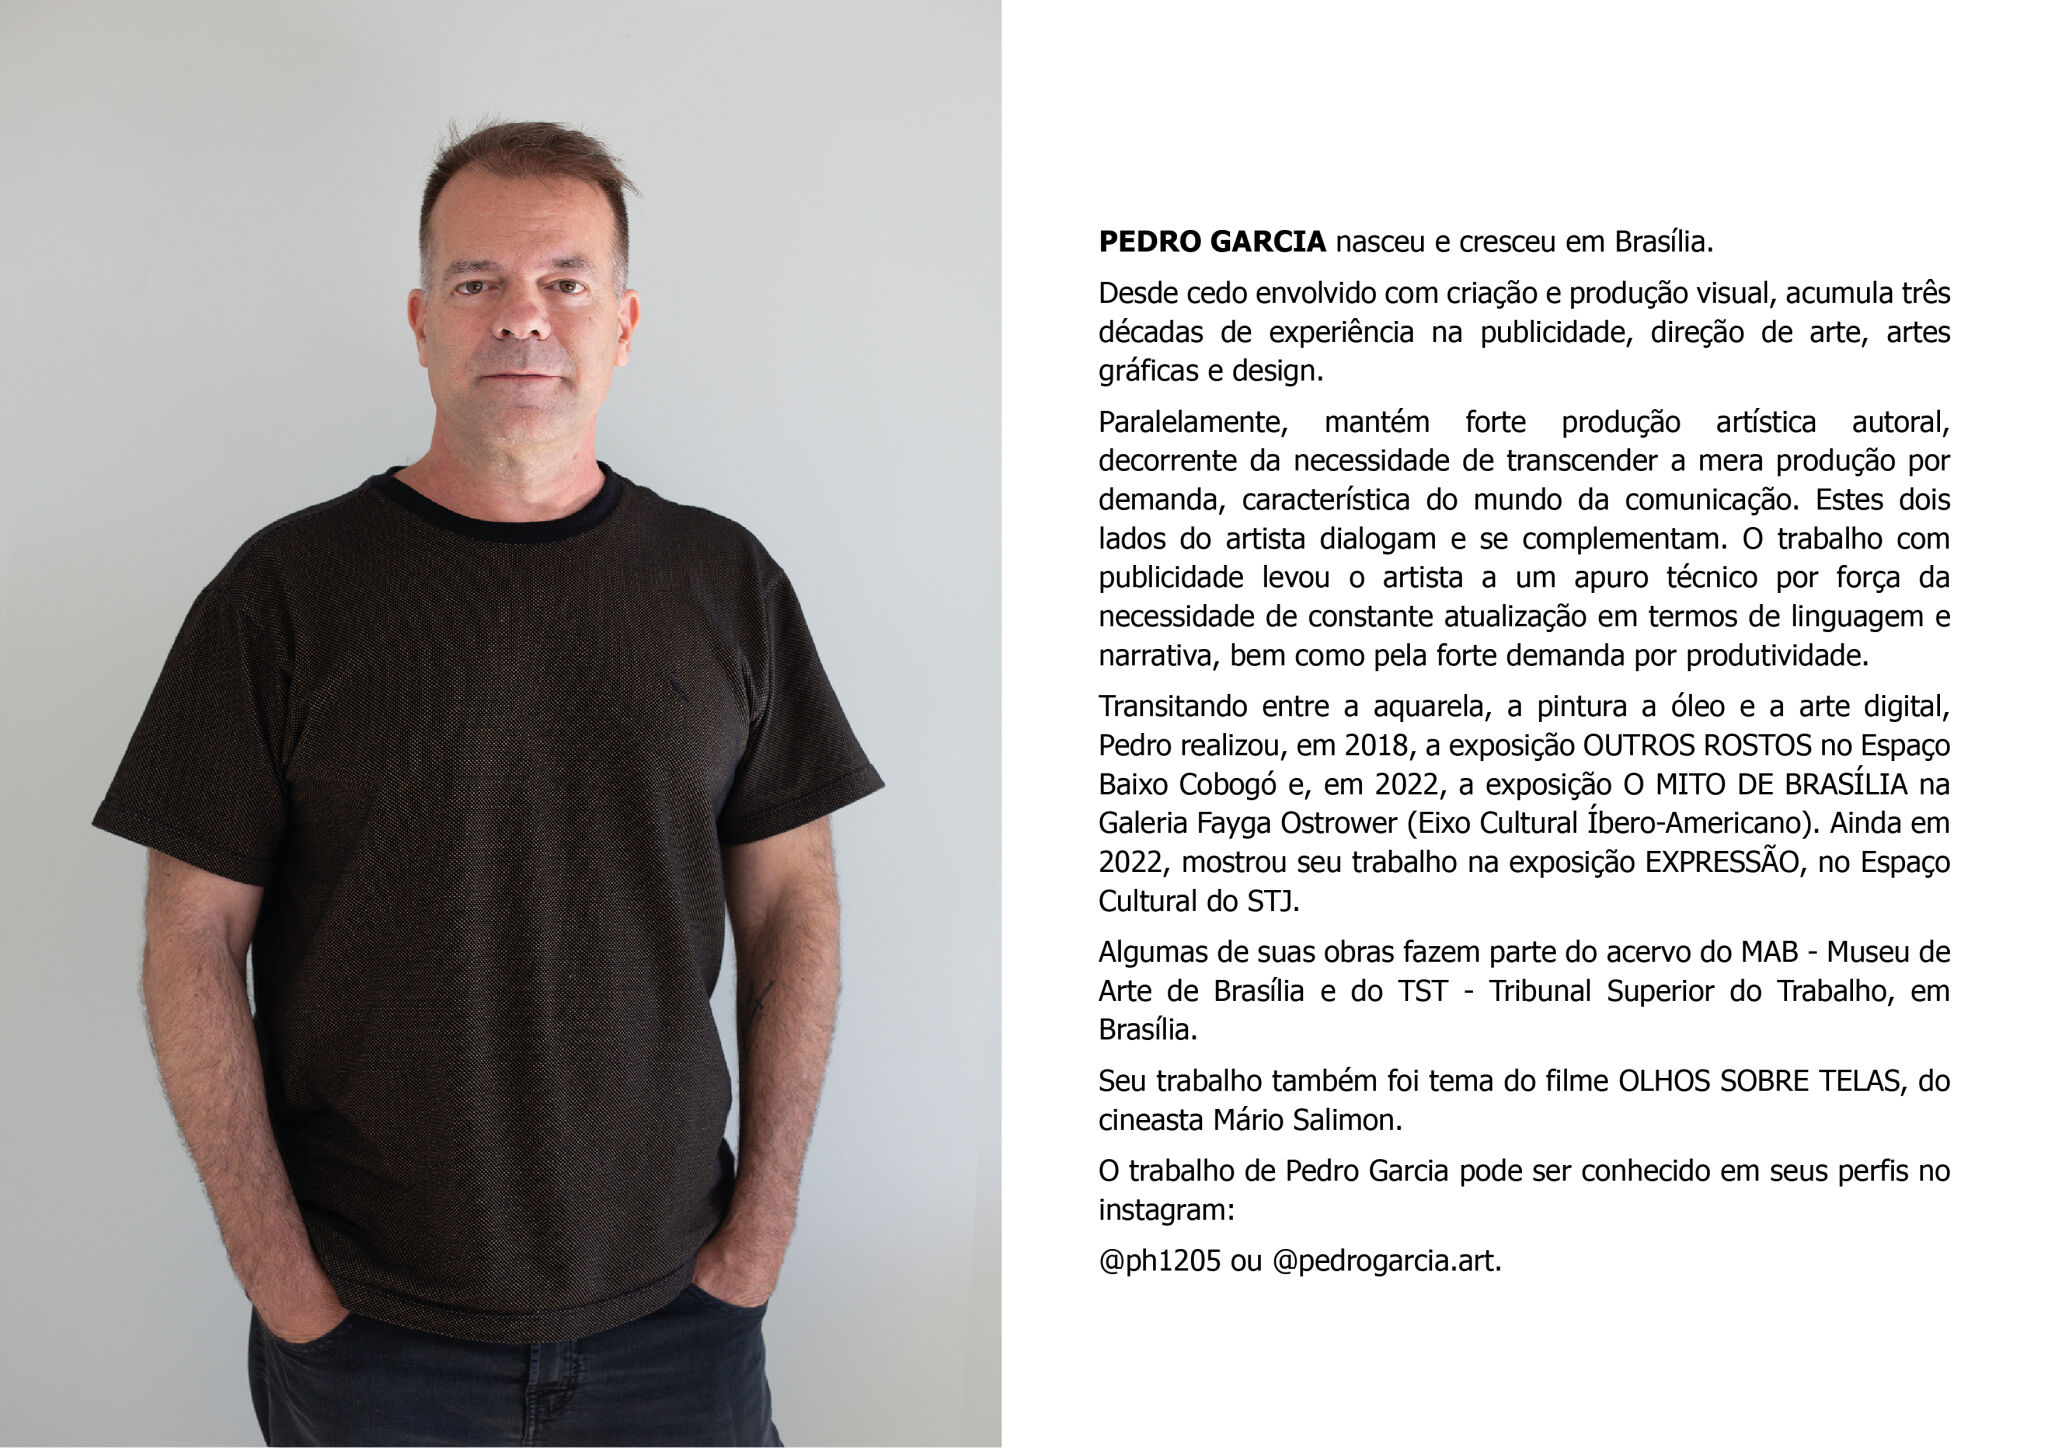 PEDRO GARCIA nasceu e cresceu em Brasília.
Desde cedo envolvido com criação e produção visual, acumula três
décadas de experiência na publicidade, direção de arte, artes
gráficas e design.
Paralelamente, mantém forte produção artística autoral,
decorrente da necessidade de transcender a mera produção por
demanda, característica do mundo da comunicação. Estes dois
lados do artista dialogam e se complementam. O trabalho com
publicidade levou o artista a um apuro técnico por força da
necessidade de constante atualização em termos de linguagem e
narrativa, bem como pela forte demanda por produtividade.
Transitando entre a aquarela, a pintura a óleo e a arte digital,
Pedro realizou, em 2018, a exposição OUTROS ROSTOS no Espaço
Baixo Cobogó e, em 2022, a exposição O MITO DE BRASÍLIA na
Galeria Fayga Ostrower (Eixo Cultural Íbero-Americano). Ainda em
2022, mostrou seu trabalho na exposição EXPRESSÃO, no Espaço
Cultural do STJ.
Algumas de suas obras fazem parte do acervo do MAB - Museu de
Arte de Brasília e do TST - Tribunal Superior do Trabalho, em
Brasília.
Seu trabalho também foi tema do filme OLHOS SOBRE TELAS, do
cineasta Mário Salimon.
O trabalho de Pedro Garcia pode ser conhecido em seus perfis no
instagram:
@ph1205 ou @pedrogarcia.art.